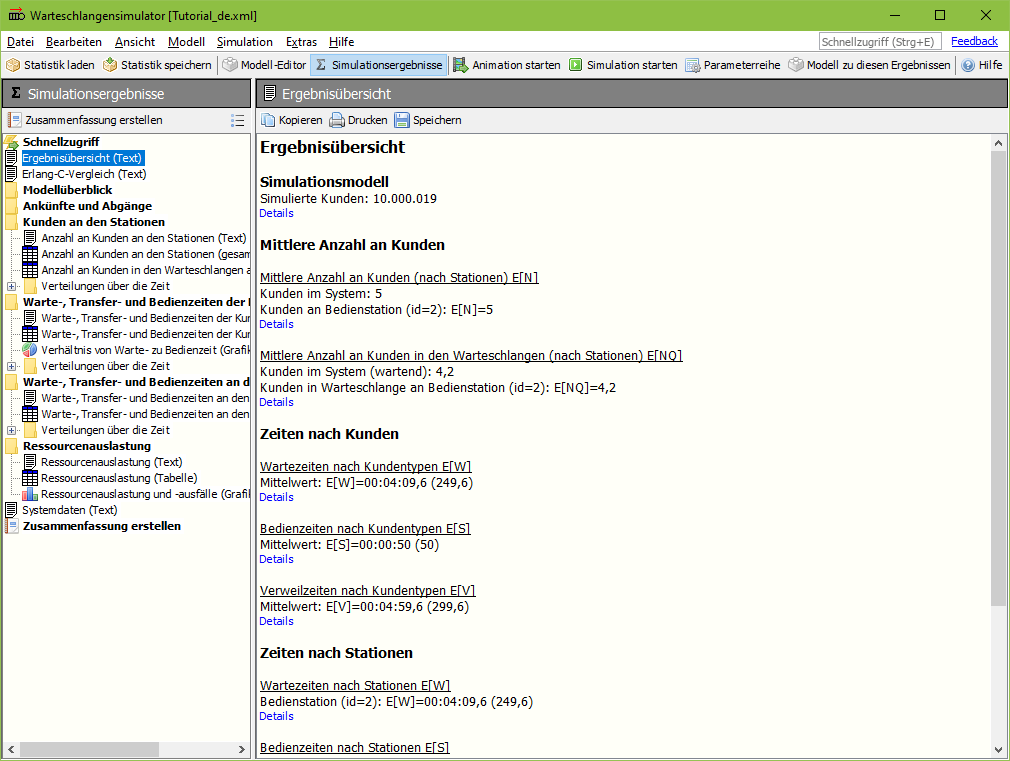 Warteschlangensimulator [Tutorial_de.xml]
Datei Bearbeiten Ansicht Modell Simulation Extras Hilfe Schnellzugriff (Strg+E) Feedback
Statistik laden Statistik speichern Modell-Editor Simulationsergebnisse Animation starten Simulation starten Parameterreihe Modell zu diesen Ergebnissen Hilfe
Simulationsergebnisse
Zusammenfassung erstellen
Schnellzugriff
Ergebnisübersicht (Text)
Erlang-C-Vergleich (Text)
Modellüberblick
Ankünfte und Abgänge
Kunden an den Stationen
Anzahl an Kunden an den Stationen (Text)
Anzahl an Kunden an den Stationen (gesam
Anzahl an Kunden in den Warteschlangen a
Verteilungen über die Zeit
Warte-, Transfer- und Bedienzeiten der
Warte-, Transfer- und Bedienzeiten der Kur
Warte-, Transfer- und Bedienzeiten der Kur
Verhältnis von Warte- zu Bedienzeit (Grafik
Verteilungen über die Zeit
Warte-, Transfer- und Bedienzeiten an d
Warte-, Transfer- und Bedienzeiten an den
Warte-, Transfer- und Bedienzeiten an den
Verteilungen über die Zeit
Ressourcenauslastung
Ressourcenauslastung (Text)
Ressourcenauslastung (Tabelle)
Ressourcenauslastung und -ausfälle (Grafi
Systemdaten (Text)
Zusammenfassung erstellen
Ergebnisübersicht
Kopieren Drucken Speichern
Ergebnisübersicht
Simulationsmodell
Simulierte Kunden: 10.000.019
Details
Mittlere Anzahl an Kunden
Mittlere Anzahl an Kunden (nach Stationen) E[N]
Kunden im System: 5
Kunden an Bedienstation (id=2): E[N]=5
Details
Mittlere Anzahl an Kunden in den Warteschlangen (nach Stationen) E[NQ]
Kunden im System (wartend): 4,2
Kunden in Warteschlange an Bedienstation (id=2): E[NQ]=4,2
Details
Zeiten nach Kunden
Wartezeiten nach Kundentypen E[W]
Mittelwert: E[W]=00:04:09,6 (249,6)
Details
Bedienzeiten nach Kundentypen E[S]
Mittelwert: E[S]=00:00:50 (50)
Details
Verweilzeiten nach Kundentypen E[V]
Mittelwert: E[V]=00:04:59,6 (299,6)
Details
Zeiten nach Stationen
Wartezeiten nach Stationen E[W]
Bedienstation (id=2): E[W]=00:04:09,6 (249,6)
Details
Bedienzeiten nach Stationen E[S]